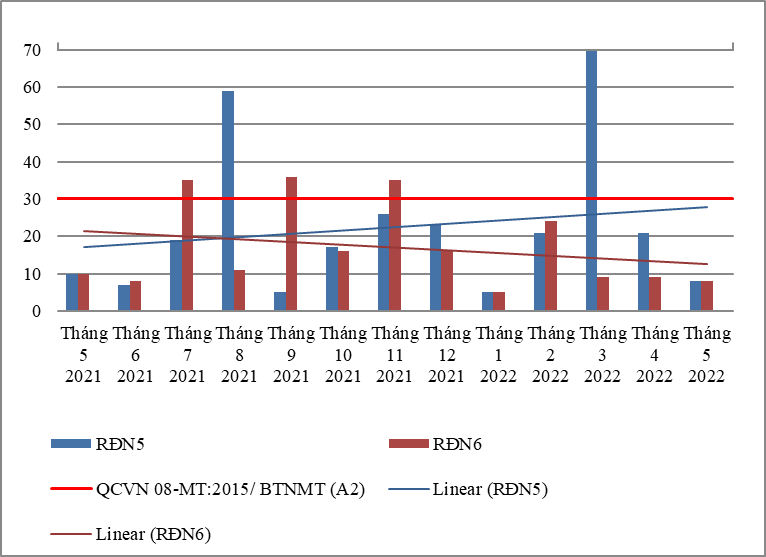 70
60
50
40
30
20
10
0
Tháng Tháng Tháng Tháng Tháng Tháng Tháng Tháng Tháng Tháng Tháng Tháng Tháng
5 6 7 8 9 10 11 12 1 2 3 4 5
2021 2021 2021 2021 2021 2021 2021 2021 2022 2022 2022 2022 2022
RĐN5 RĐN6
QCVN 08-MT:2015/ BTNMT (A2) Linear (RĐN5)
Linear (RĐN6)